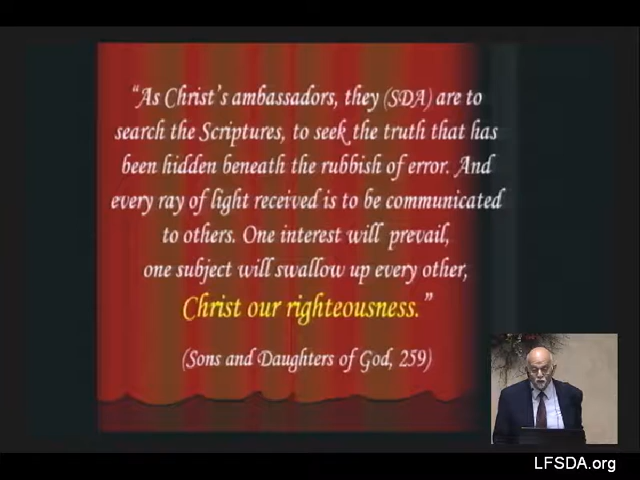 “As Christ’s ambassadors, they (SDA) are to
search the Scriptures, to seek the truth that has
been hidden beneath the rubbish of error. And
every ray of light received is to be communicated
to others. One interest will prevail,
one subject will swallow up every other,
Christ our righteousness.”
(Sons and Daughters of God, 259)
LFSDA.org